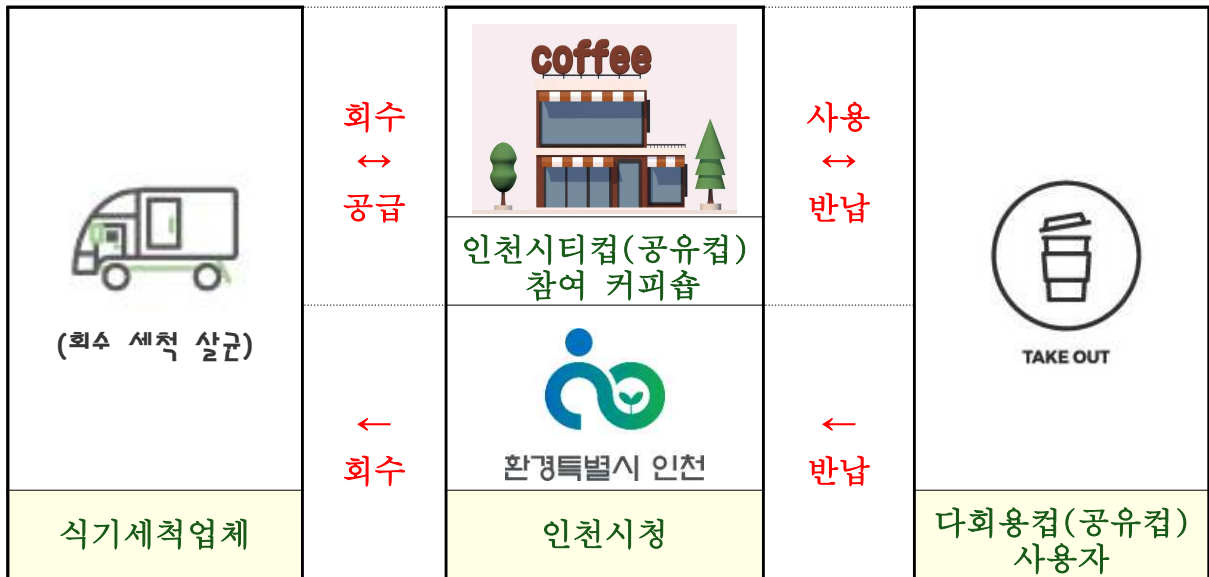 coffee
회수
↔
공급
사용
↔
반납
인천시티컵(공유컵)
참여 커피숍
(회수 세척 살균)
TAKE OUT
←
회수
환경특별시 인천
←
반납
식기세척업체
인천시청
다회용컵(공유컵)
사용자